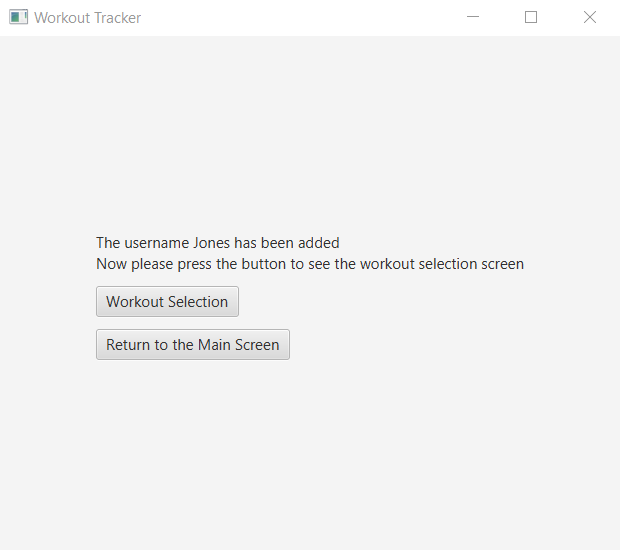 Workout Tracker
The username Jones has been added
Now please press the button to see the workout selection screen
Workout Selection
Return to the Main Screen